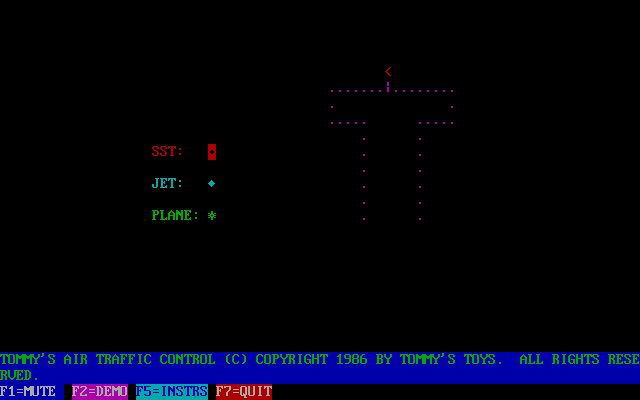 SST:
JET:
PLANE:
TOMMY'S AIR TRAFFIC CONTROL (C) COPYRIGHT 1986 BY TOMMY'S TOYS.  ALL RIGHTS RESE
RVED.
F1=MUTE F2=DEMO F5=INSTRS F7=QUIT